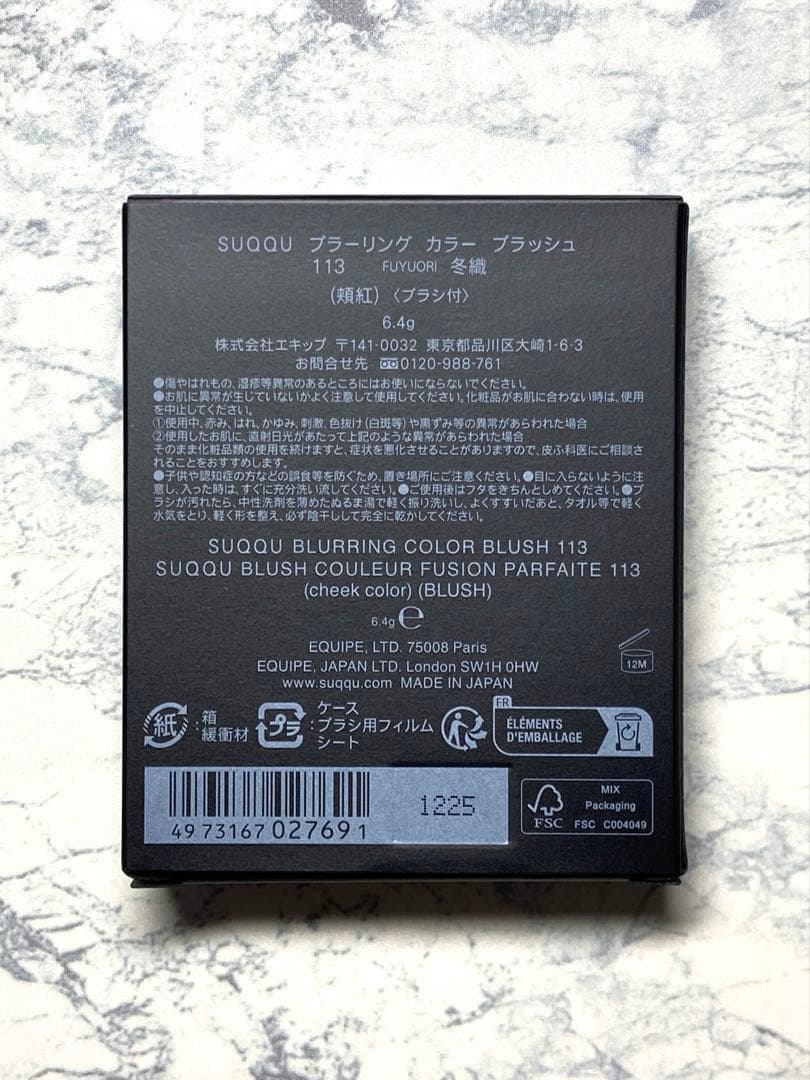 SUQQU ブラーリング カラー ブラッシュ
113 FUYUORI 冬織
(頬紅) 〈ブラシ付〉
6.4g
株式会社エキップ 〒141-0032 東京都品川区大崎1-6-3
お問合せ先 0120-988-761
●傷やはれもの、湿疹等異常のあるところにはお使いにならないでください。
●お肌に異常が生じていないかよく注意して使用してください。化粧品がお肌に合わない時は、使用
を中止してください。
①使用中、赤み、はれ、かゆみ、刺激、色抜け(白斑等)や黒ずみ等の異常があらわれた場合
②使用したお肌に、直射日光があたって上記のような異常があらわれた場合
そのまま化粧品類の使用を続けますと、症状を悪化させることがありますので、皮ふ科医にご相談さ
れることをおすすめします。
●子供や認知症の方などの誤食等を防ぐため、置き場所にご注意ください。●目に入らないように注
意し、入った時は、すぐに充分洗い流してください。●ご使用後はフタをきちんとしめてください。●ブ
ラシが汚れたら、中性洗剤を薄めたぬるま湯で軽く振り洗いし、よくすすいだあと、タオル等で軽く
水気をとり、軽く形を整え、必ず陰干しして完全に乾かしてください。
SUQQU BLURRING COLOR BLUSH 113
SUQQU BLUSH COULEUR FUSION PARFAITE 113
(cheek color) (BLUSH)
6.4g ℮
EQUIPE, LTD. 75008 Paris
EQUIPE, JAPAN LTD. London SW1H 0HW
www.suqqu.com MADE IN JAPAN
12M
紙 : 箱 緩衝材
プラ : ケース ブラシ用フィルム シート
FR
ÉLÉMENTS
D'EMBALLAGE
4973167027691
1225
MIX
Packaging
FSC FSC C004049